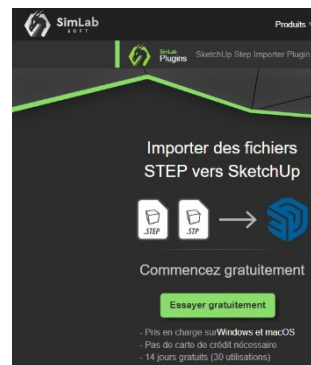 SimLab
SOFT
Produits
SimLab
Plugins
SketchUp Step Importer Plugin
Importer des fichiers
STEP vers SketchUp
.STEP
.STP
Commencez gratuitement
Essayer gratuitement
- Pris en charge surWindows et macOS
- Pas de carte de crédit nécessaire
- 14 jours gratuits (30 utilisations)